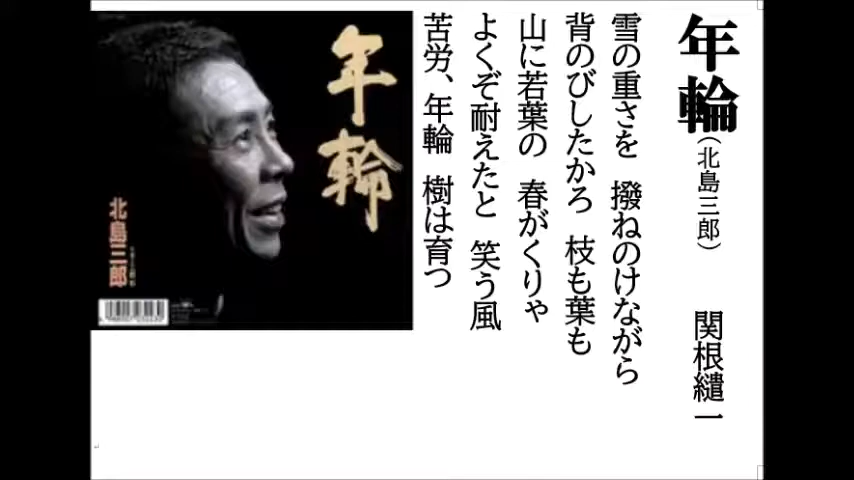 年輪
(北島三郎)
関根繾一
雪の重さを 撥ねのけながら
背のびしたかろ 枝も葉も
山に若葉の 春がくりゃ
よくぞ耐えたと 笑う風
苦労、年輪 樹は育つ
年輪
北島三郎